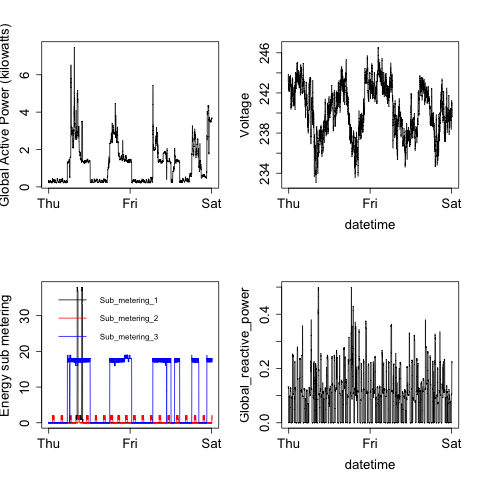 Global Active Power (kilowatts)
0 2 4 6
Thu Fri Sat
Voltage
234 238 242 246
Thu Fri Sat
datetime
Energy sub metering
0 10 20 30
Sub_metering_1
Sub_metering_2
Sub_metering_3
Thu Fri Sat
Global_reactive_power
0.0 0.2 0.4
Thu Fri Sat
datetime